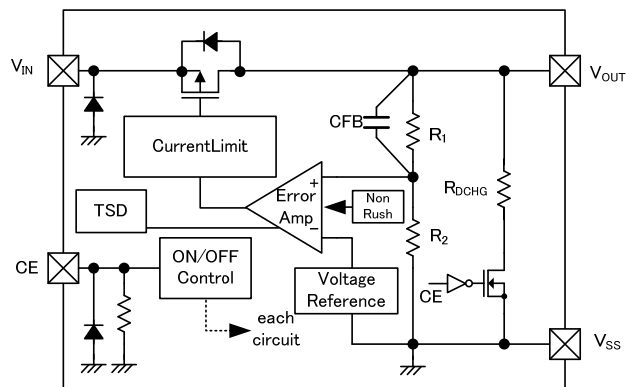 VIN
VOUT
CFB
R1
CurrentLimit
RDCHG
Error
Amp
+
−
Non
Rush
TSD
R2
CE
ON/OFF
Control
Voltage
Reference
CE
each
circuit
VSS